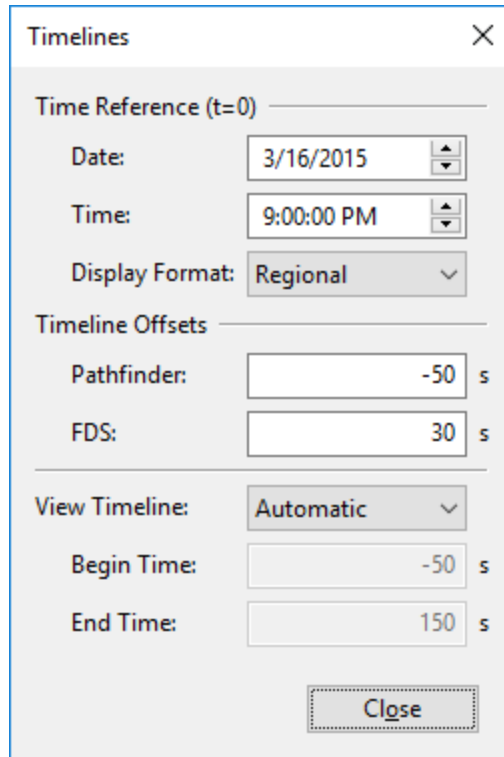 Timelines
Time Reference (t=0)
Date: 3/16/2015
Time: 9:00:00 PM
Display Format: Regional
Timeline Offsets
Pathfinder: -50 s
FDS: 30 s
View Timeline: Automatic
Begin Time: -50 s
End Time: 150 s
Close